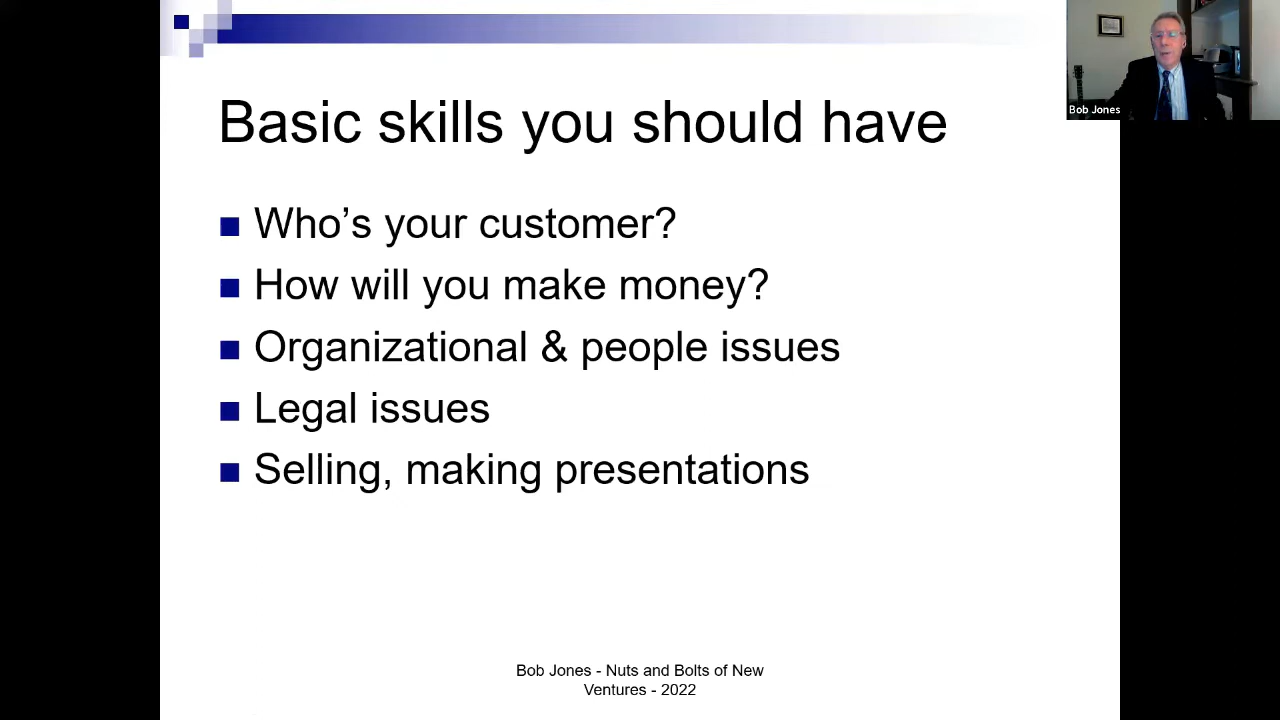 Basic skills you should have
Who’s your customer?
How will you make money?
Organizational & people issues
Legal issues
Selling, making presentations
Bob Jones - Nuts and Bolts of New
Ventures - 2022
Bob Jones